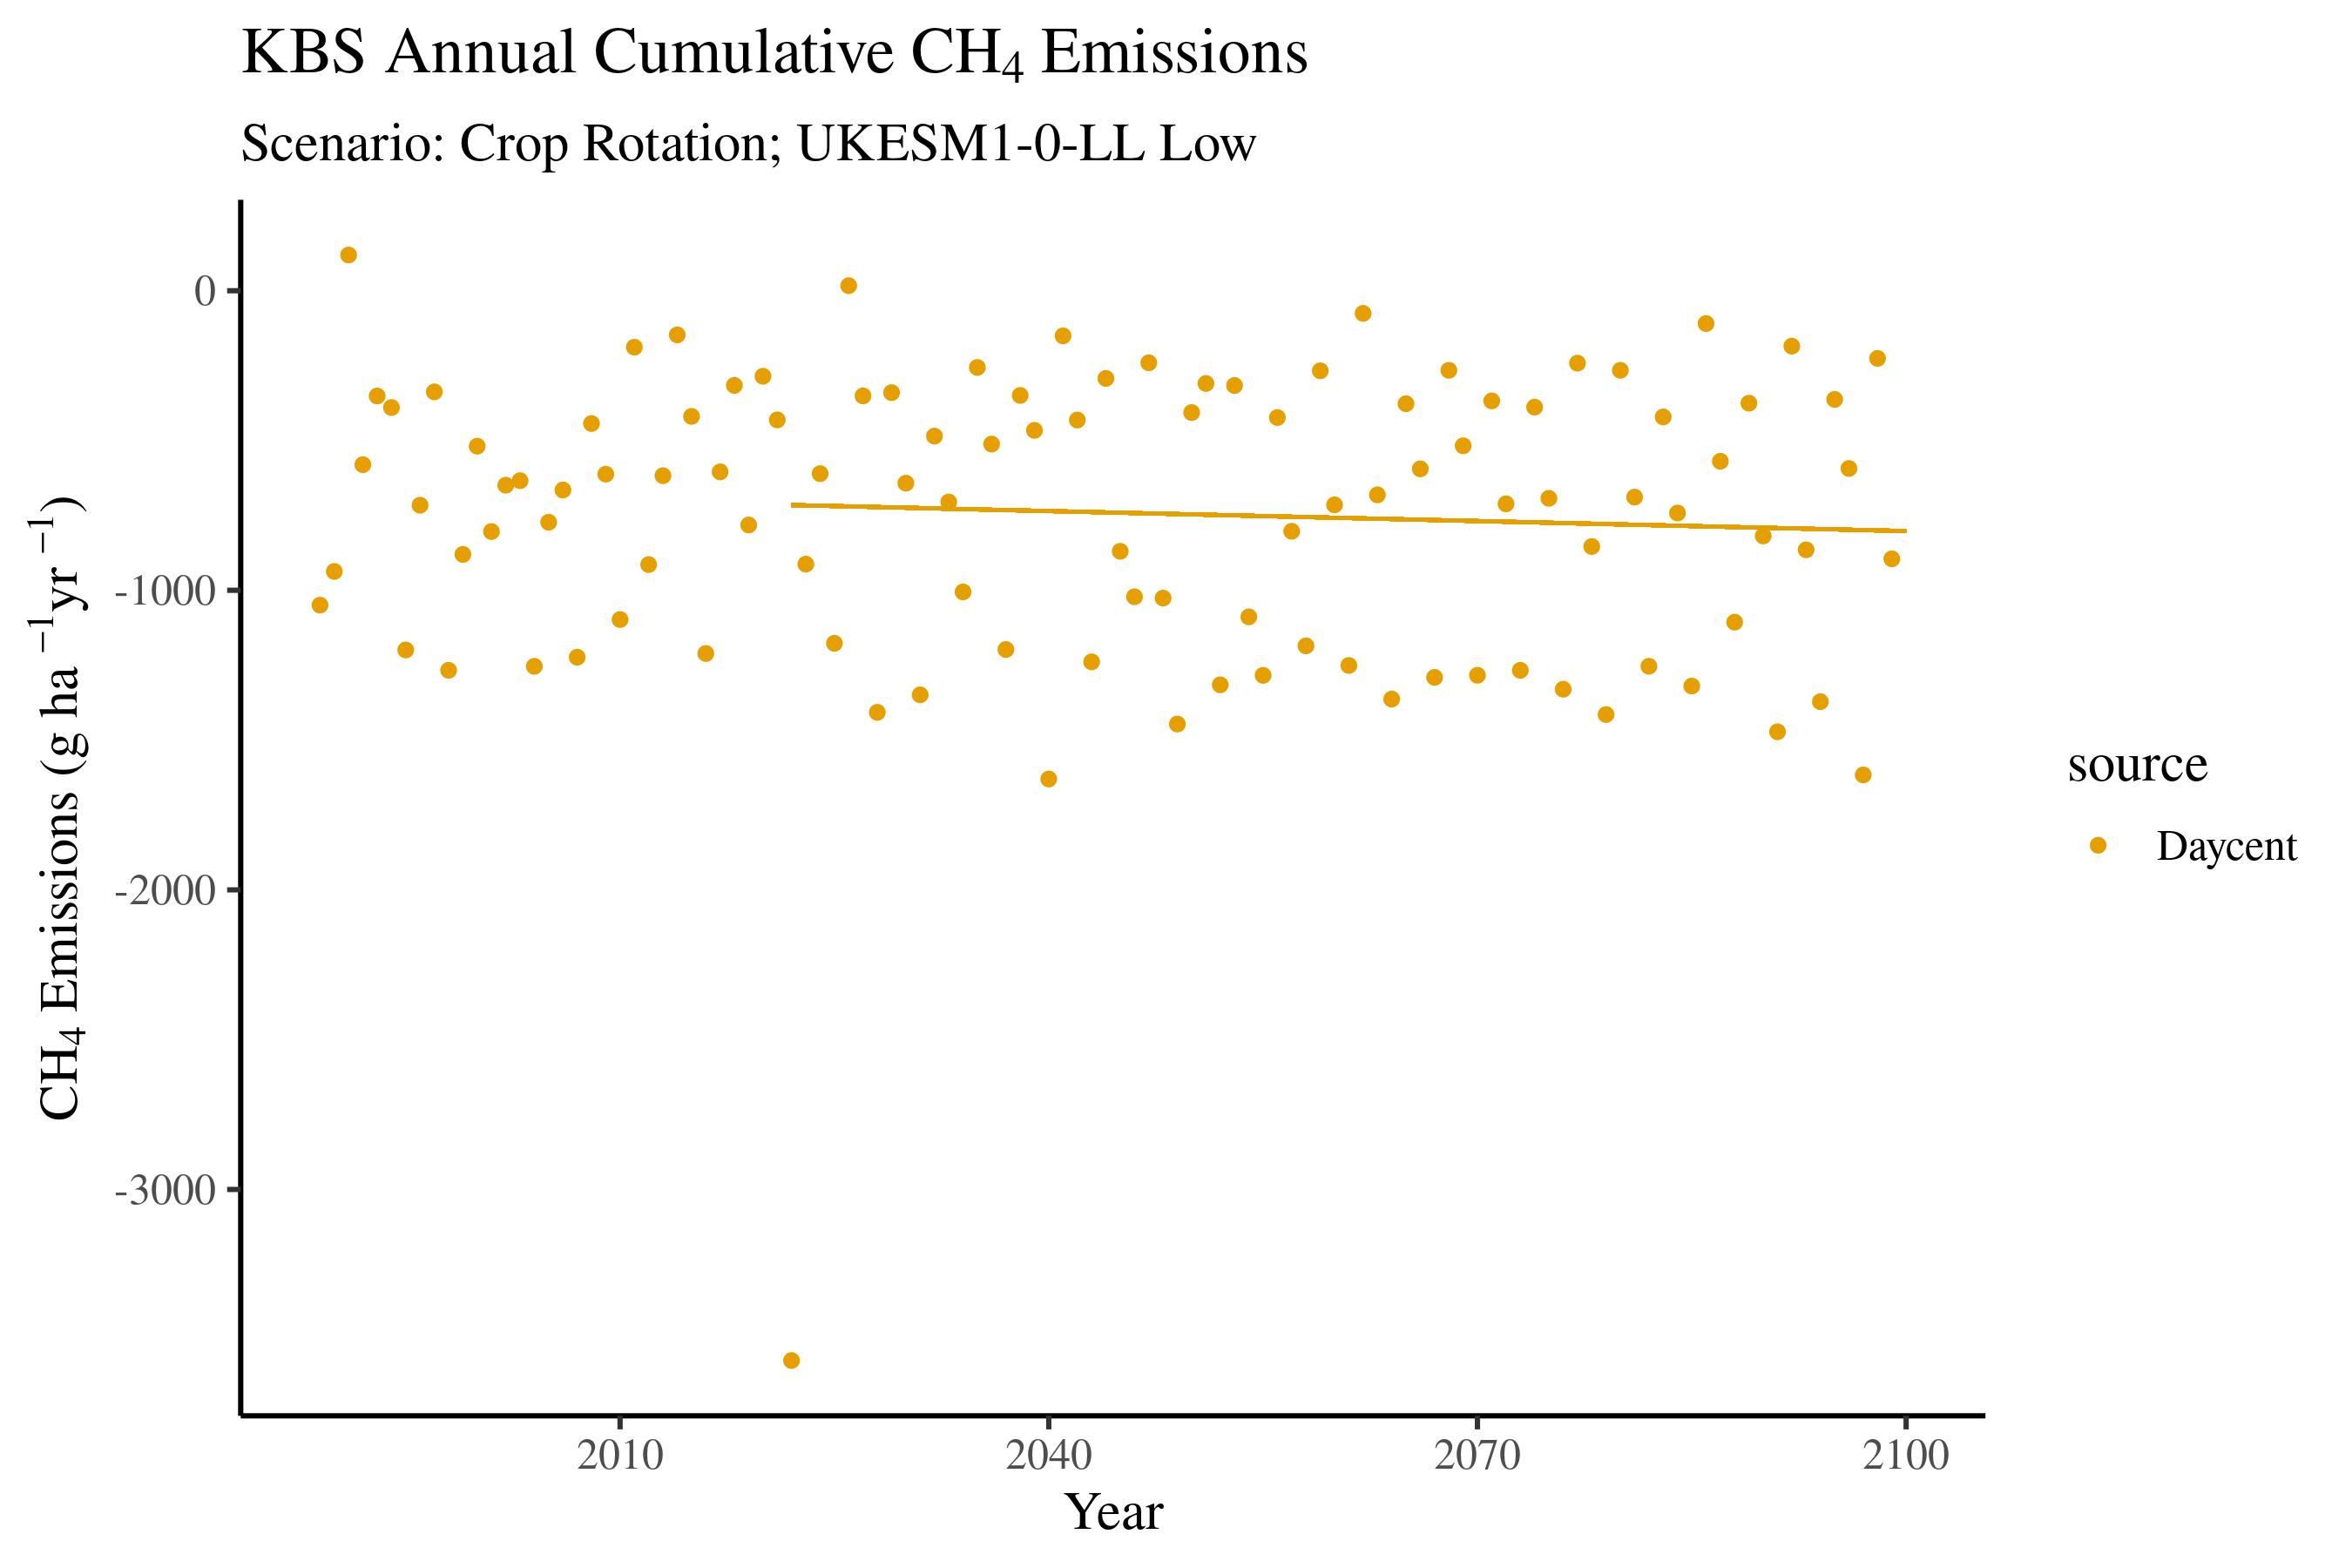 KBS Annual Cumulative CH₄ Emissions
Scenario: Crop Rotation; UKESM1-0-LL Low
CH₄ Emissions (g ha ⁻¹yr ⁻¹)
0
-1000
-2000
-3000
2010 2040 2070 2100
Year
source
Daycent